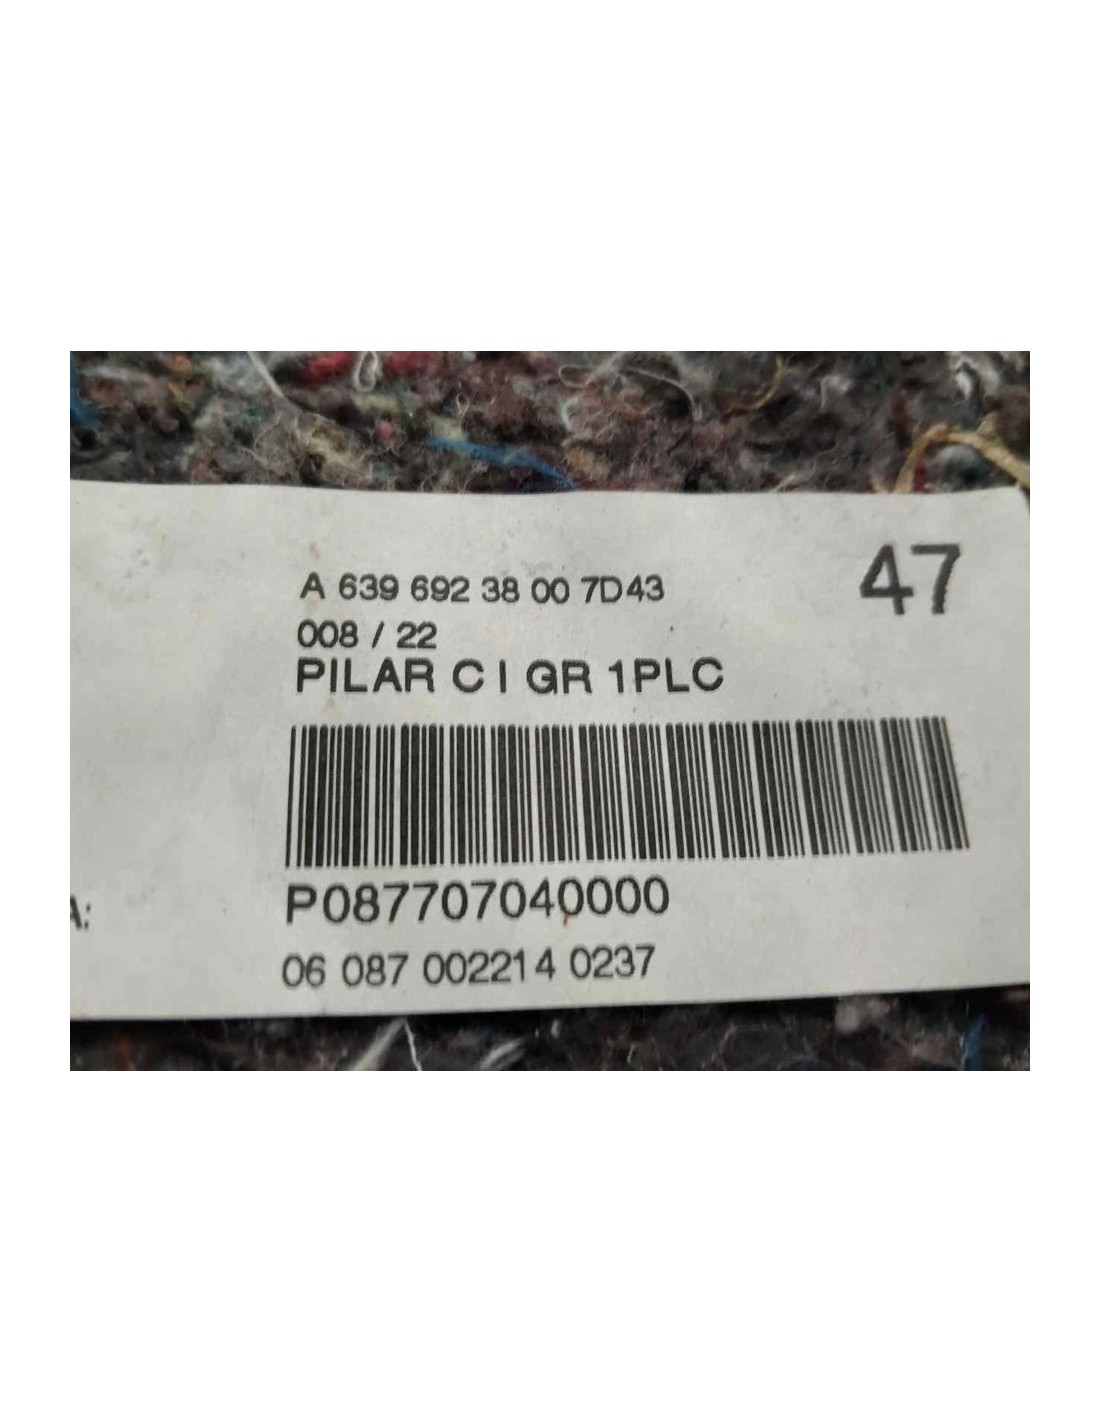 A 639 692 38 00 7D43
47
008 / 22
PILAR C I GR 1PLC
A:
P087707040000
06 087 002214 0237